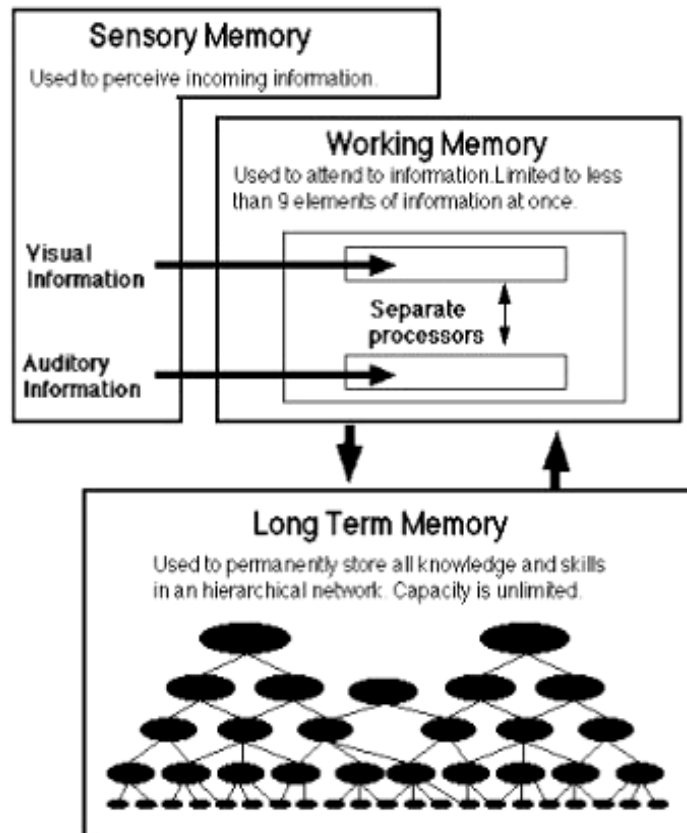 Sensory Memory
Used to perceive incoming information.
Working Memory
Used to attend to information.Limited to less
than 9 elements of information at once.
Visual
Information
Separate
processors
Auditory
Information
Long Term Memory
Used to permanently store all knowledge and skills
in an hierarchical network. Capacity is unlimited.